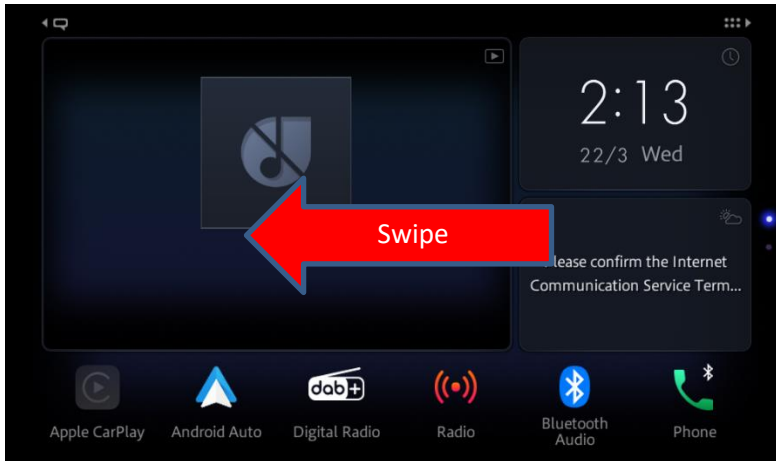 2:13
22/3 Wed
Swipe
Please confirm the Internet
Communication Service Term...
dab+
Apple CarPlay
Android Auto
Digital Radio
Radio
Bluetooth
Audio
Phone